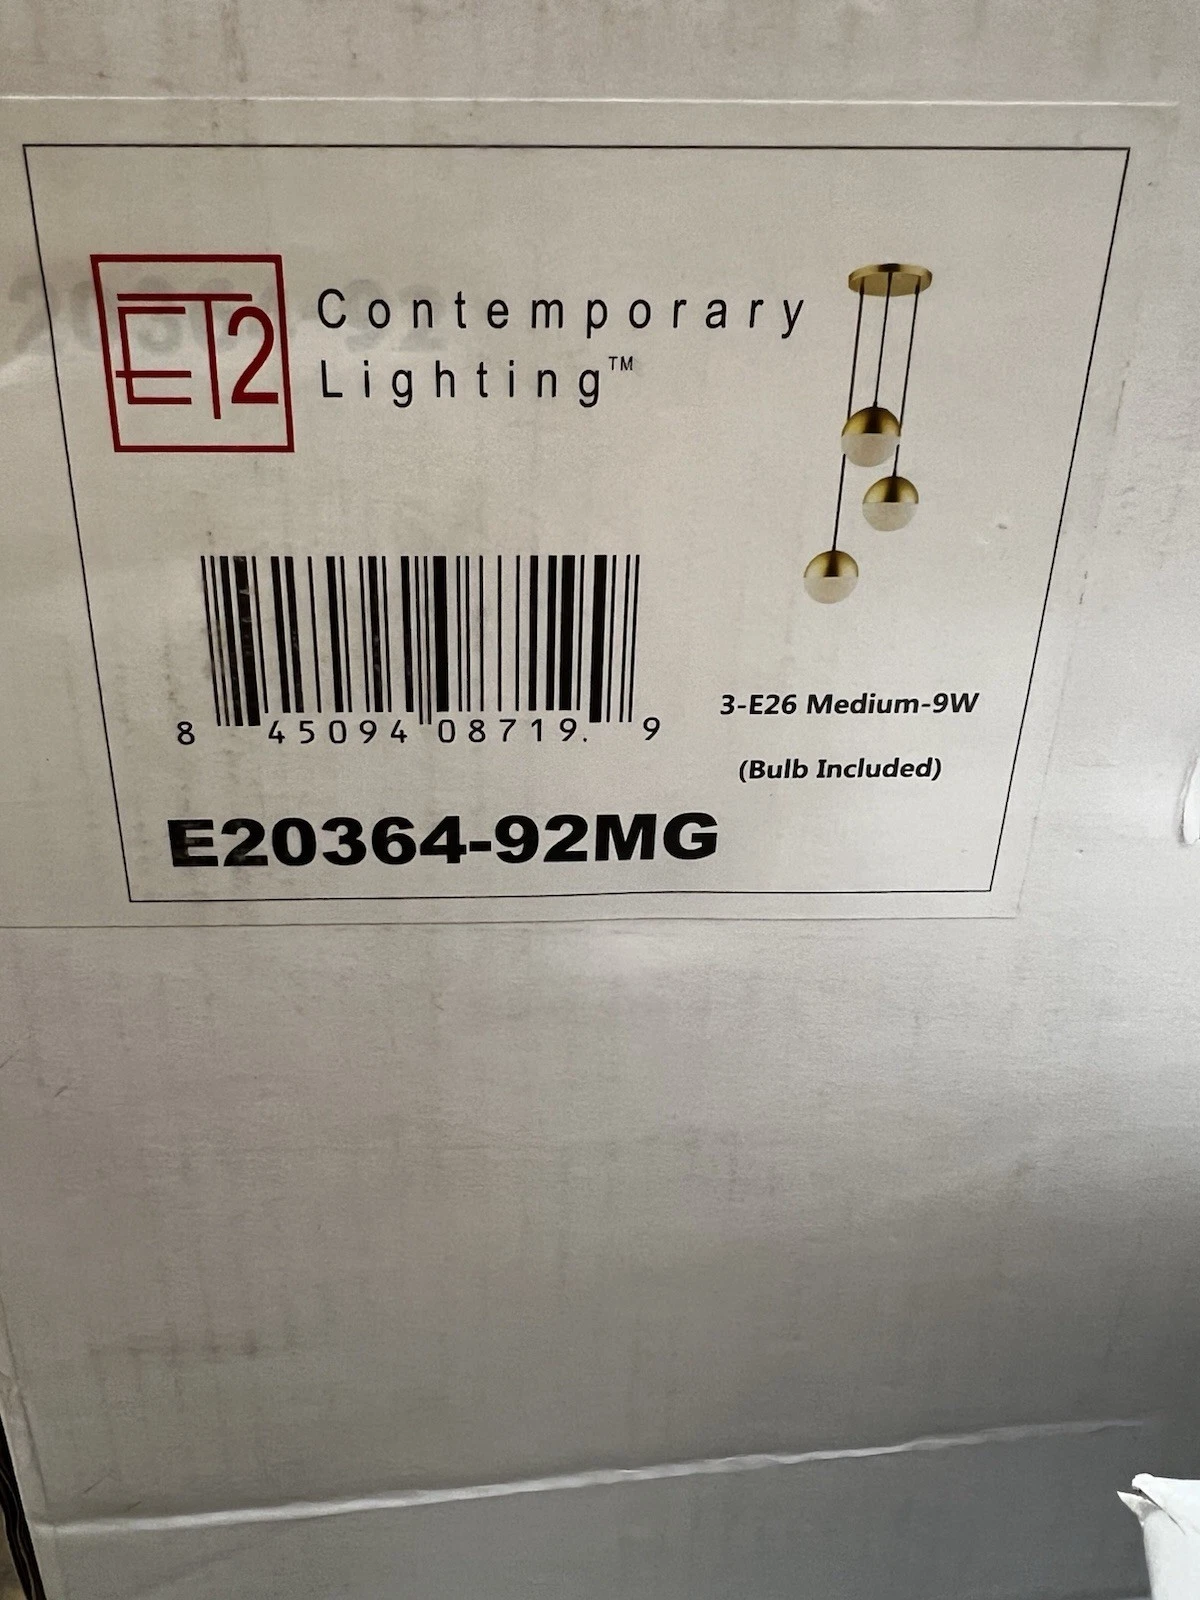 ET2
Contemporary
Lighting™
8 45094 08719. 9
3-E26 Medium-9W
(Bulb Included)
E20364-92MG